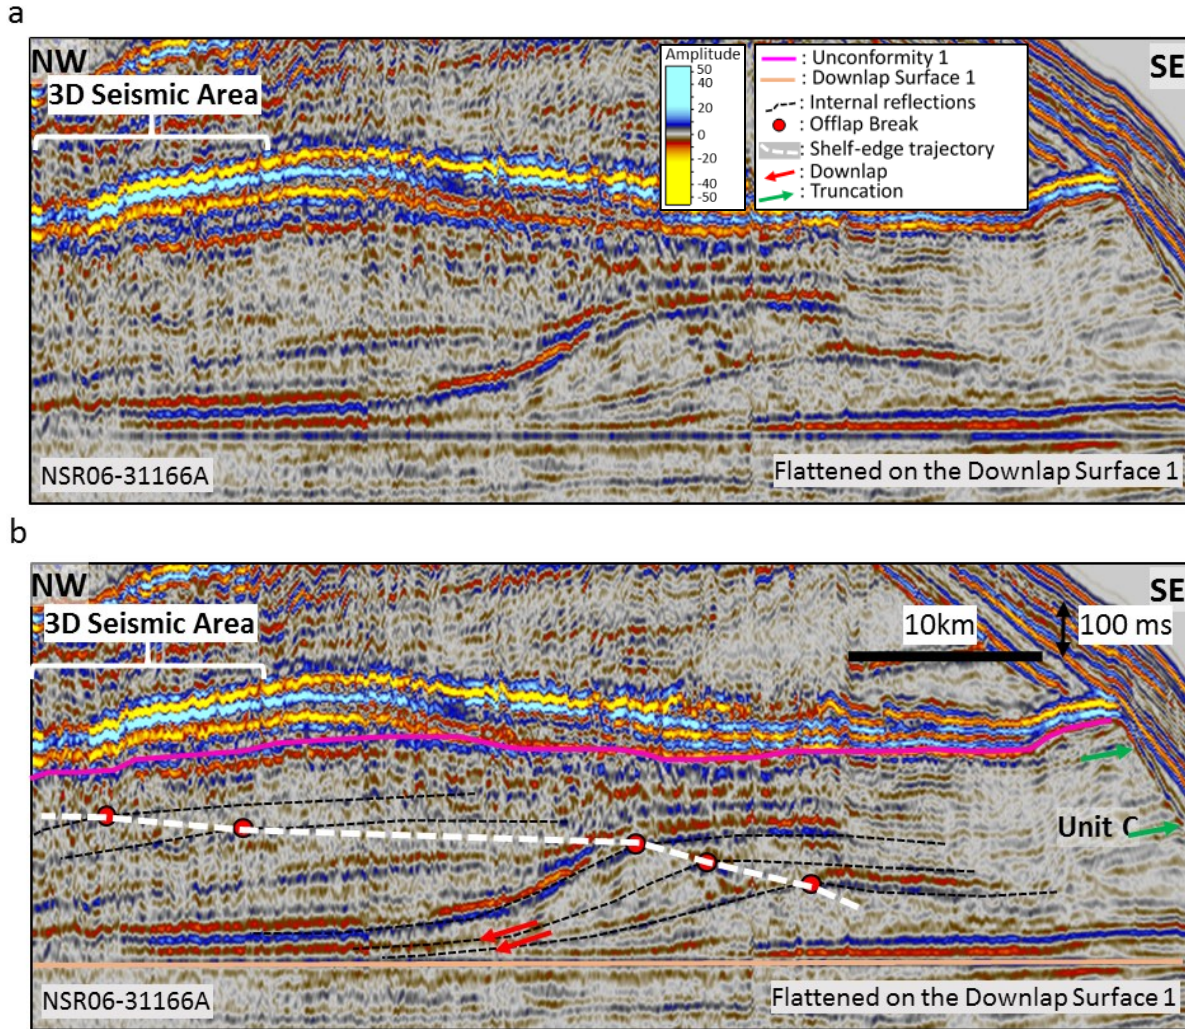 a
NW
3D Seismic Area
Amplitude
50
40
20
0
-20
-40
-50
: Unconformity 1
: Downlap Surface 1
: Internal reflections
: Offlap Break
: Shelf-edge trajectory
: Downlap
: Truncation
SE
NSR06-31166A
Flattened on the Downlap Surface 1
b
NW
3D Seismic Area
SE
10km
100 ms
Unit C
NSR06-31166A
Flattened on the Downlap Surface 1